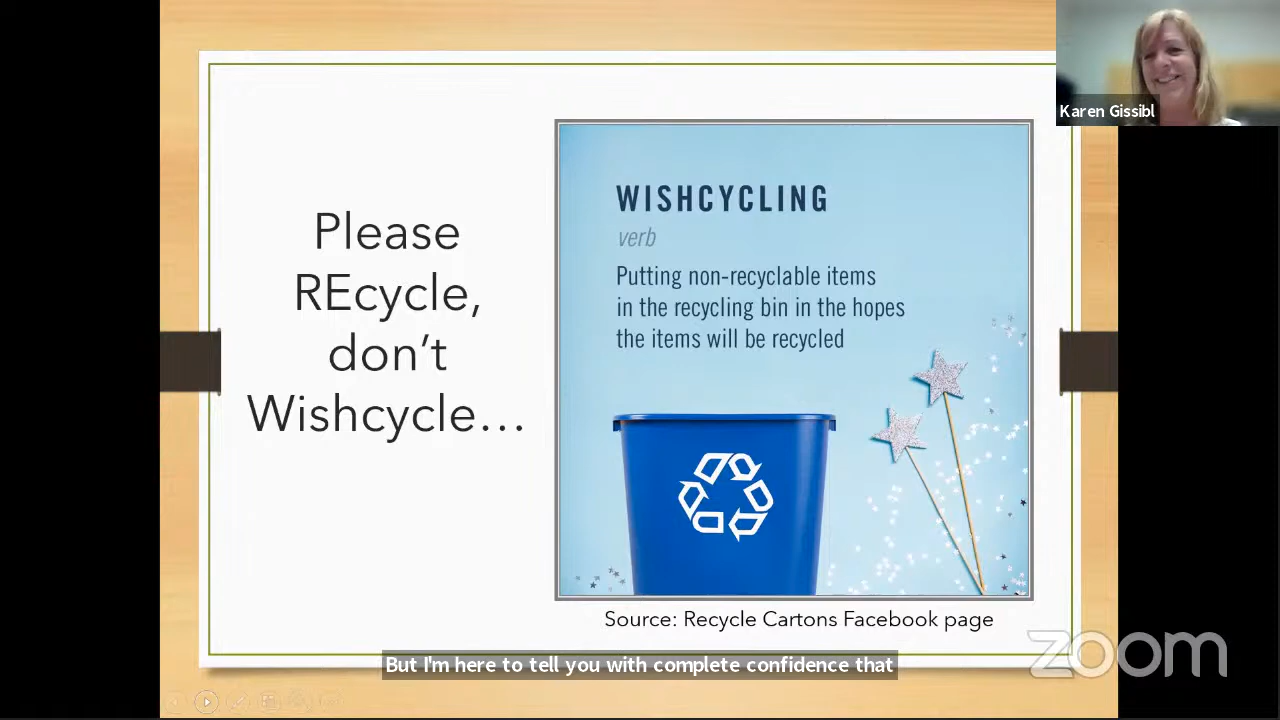 Karen Gissibl
Please
REcycle,
don't
Wishcycle...
WISHCYCLING
verb
Putting non-recyclable items
in the recycling bin in the hopes
the items will be recycled
Source: Recycle Cartons Facebook page
But I'm here to tell you with complete confidence that
zoom